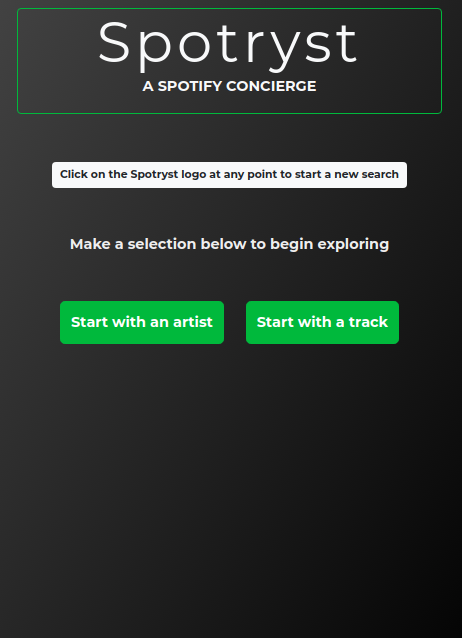 Spotryst
A SPOTIFY CONCIERGE
Click on the Spotryst logo at any point to start a new search
Make a selection below to begin exploring
Start with an artist
Start with a track